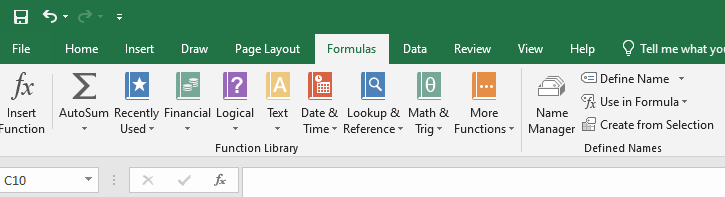 File Home Insert Draw Page Layout Formulas Data Review View Help Tell me what you
fx Σ ? A θ
Insert AutoSum Recently Financial Logical Text Date & Lookup & Math & More Name Define Name
Function Used Time Reference Trig Functions Manager Use in Formula
Create from Selection
Function Library Defined Names
C10 fx